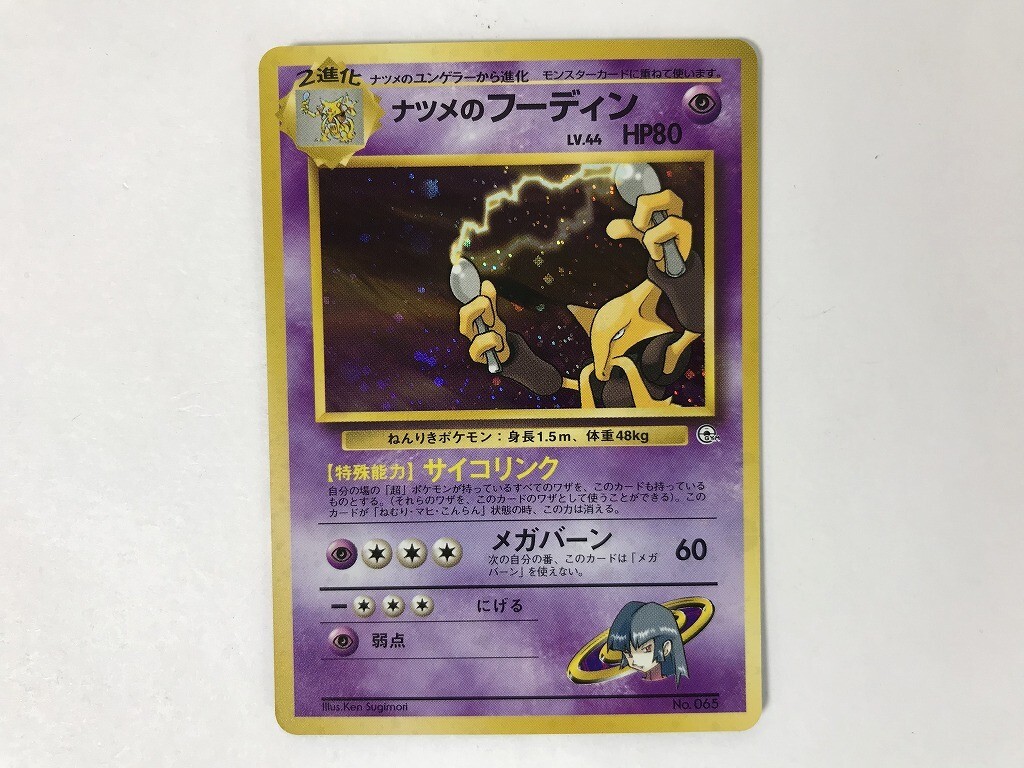 2進化 ナツメのユンゲラーから進化 モンスターカードに重ねて使います。
ナツメのフーディン
LV.44 HP80
ねんりきポケモン：身長1.5m、体重48kg
【特殊能力】サイコリンク
自分の場の「超」ポケモンが持っているすべてのワザを、このカードも持っている
ものとする。（それらのワザを、このカードのワザとして使うことができる）。この
カードが「ねむり・マヒ・こんらん」状態の時、この力は消える。
メガバーン 60
次の自分の番、このカードは「メガ
バーン」を使えない。
にげる
弱点
Illus.Ken Sugimori No.065